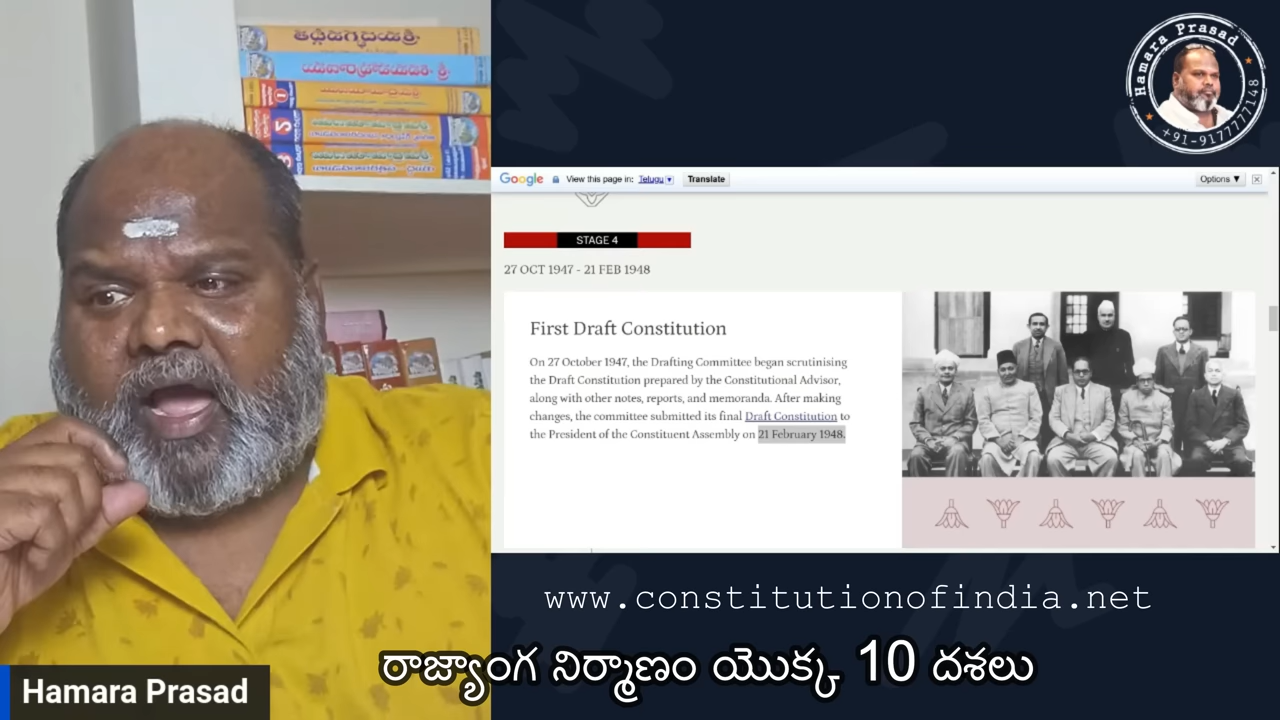 Hamara Prasad
+91-9177777148
Google View this page in: Telugu Translate Options ▼
STAGE 4
27 OCT 1947 - 21 FEB 1948
First Draft Constitution
On 27 October 1947, the Drafting Committee began scrutinising
the Draft Constitution prepared by the Constitutional Advisor,
along with other notes, reports, and memoranda. After making
changes, the committee submitted its final Draft Constitution to
the President of the Constituent Assembly on 21 February 1948.
www.constitutionofindia.net
రాజ్యాంగ నిర్మాణం యొక్క 10 దశలు
Hamara Prasad